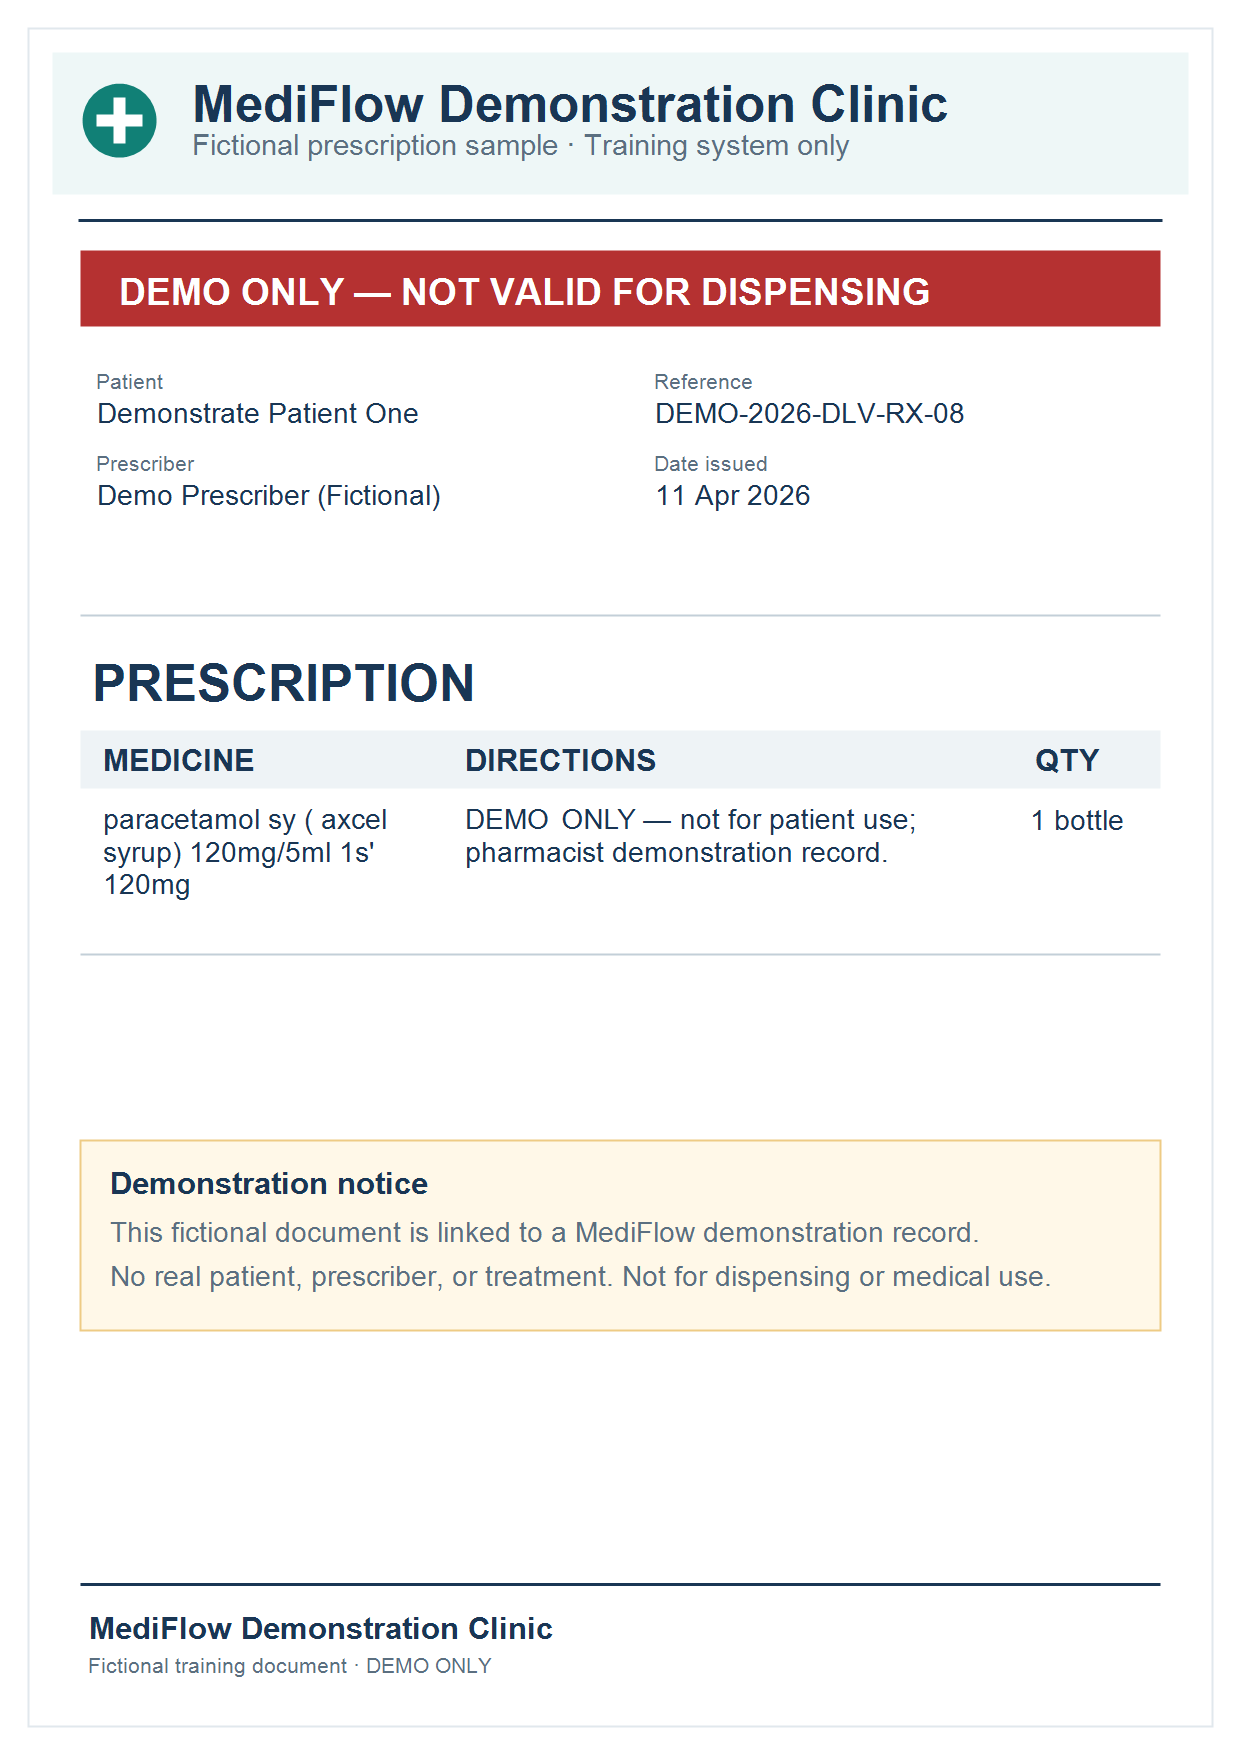 MediFlow Demonstration Clinic
Fictional prescription sample · Training system only
DEMO ONLY — NOT VALID FOR DISPENSING
Patient
Demonstrate Patient One
Reference
DEMO-2026-DLV-RX-08
Prescriber
Demo Prescriber (Fictional)
Date issued
11 Apr 2026
PRESCRIPTION
MEDICINE DIRECTIONS QTY
paracetamol sy ( axcel
syrup) 120mg/5ml 1s'
120mg
DEMO ONLY — not for patient use;
pharmacist demonstration record.
1 bottle
Demonstration notice
This fictional document is linked to a MediFlow demonstration record.
No real patient, prescriber, or treatment. Not for dispensing or medical use.
MediFlow Demonstration Clinic
Fictional training document · DEMO ONLY